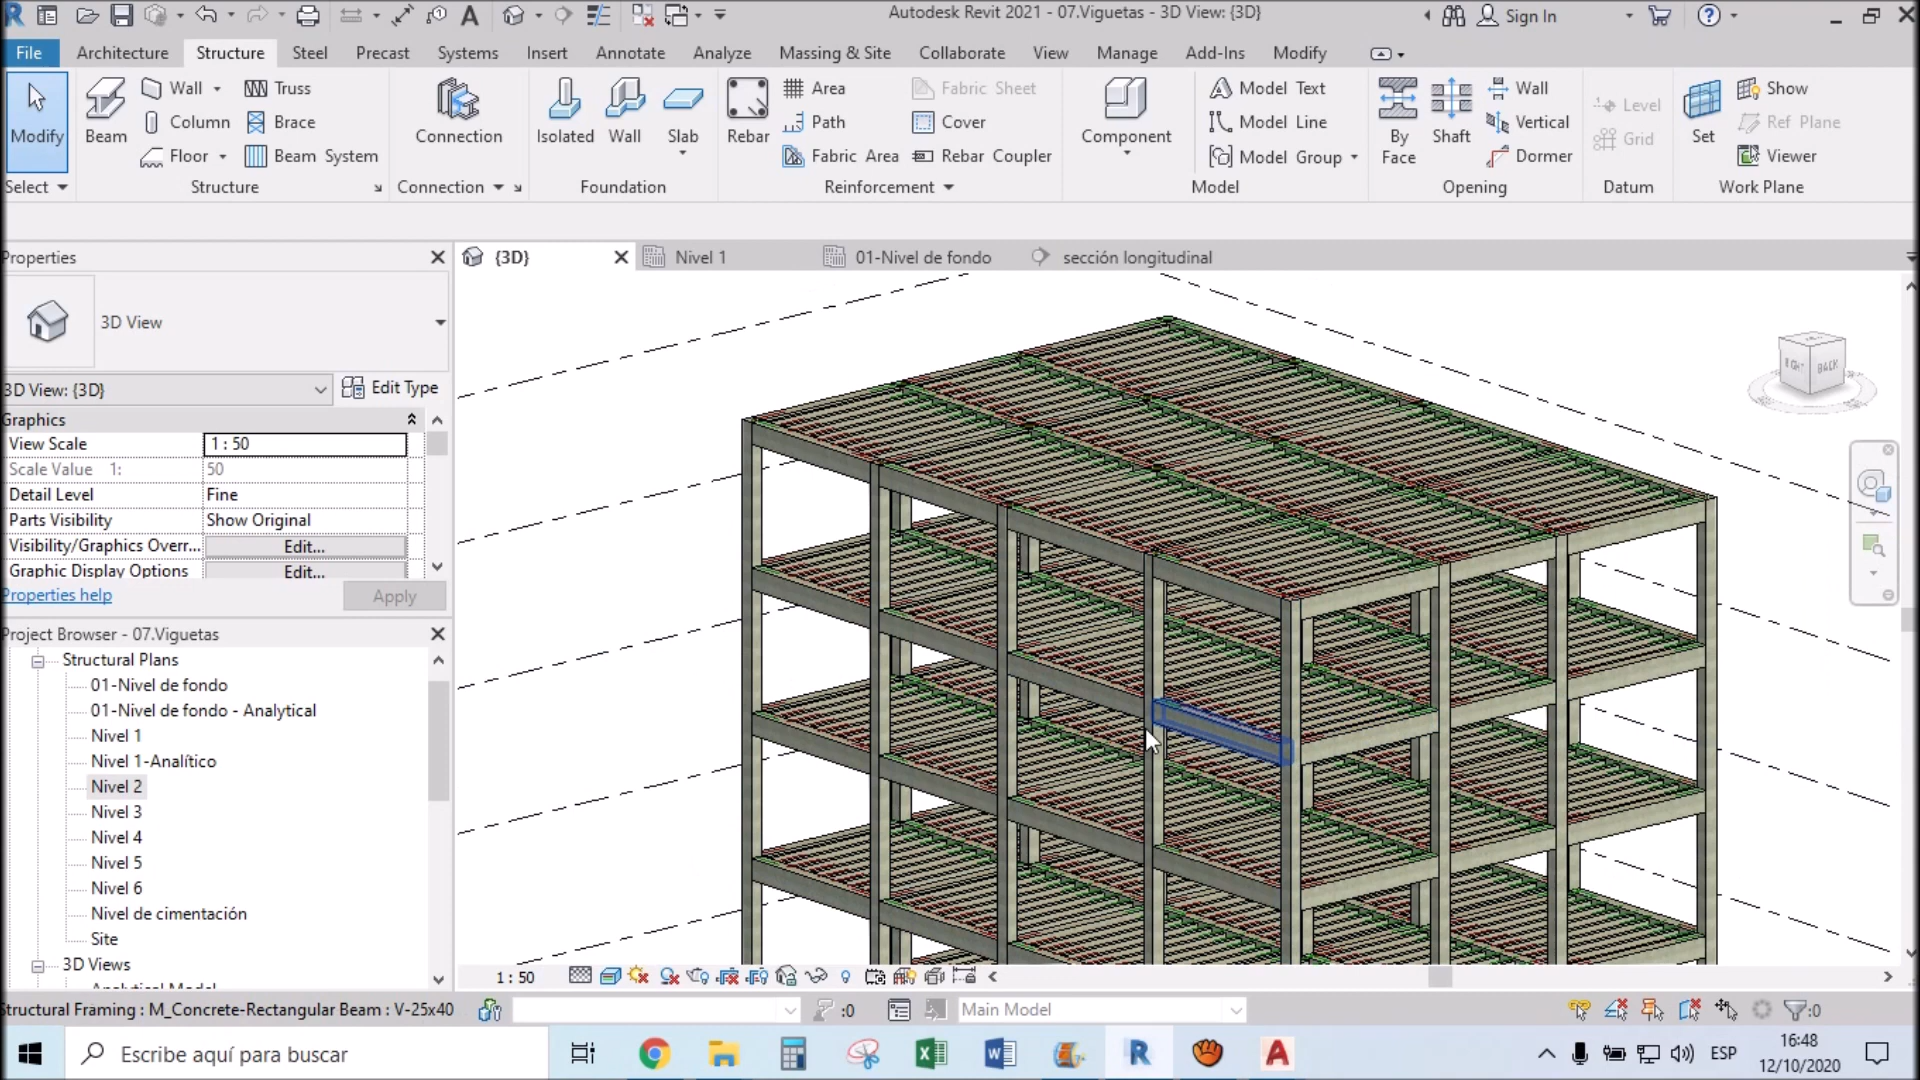 Autodesk Revit 2021 - 07.Viguetas - 3D View: {3D}
Sign In
File Architecture Structure Steel Precast Systems Insert Annotate Analyze Massing & Site Collaborate View Manage Add-Ins Modify
Modify
Beam
Wall
Column
Floor
Truss
Brace
Beam System
Connection
Isolated
Wall
Slab
Rebar
Area
Path
Fabric Area
Fabric Sheet
Cover
Rebar Coupler
Component
Model Text
Model Line
Model Group
By
Face
Shaft
Wall
Vertical
Dormer
Level
Grid
Set
Show
Ref Plane
Viewer
Select Structure Connection Foundation Reinforcement Model Opening Datum Work Plane
Properties
{3D} Nivel 1 01-Nivel de fondo sección longitudinal
3D View
3D View: {3D} Edit Type
Graphics
View Scale 1 : 50
Scale Value 1: 50
Detail Level Fine
Parts Visibility Show Original
Visibility/Graphics Overr... Edit...
Graphic Display Options Edit...
Properties help Apply
BACK
Project Browser - 07.Viguetas
Structural Plans
01-Nivel de fondo
01-Nivel de fondo - Analytical
Nivel 1
Nivel 1-Analítico
Nivel 2
Nivel 3
Nivel 4
Nivel 5
Nivel 6
Nivel de cimentación
Site
3D Views
Analytical Model
1 : 50
Structural Framing : M_Concrete-Rectangular Beam : V-25x40
:0
Main Model
:0
Escribe aquí para buscar
ESP
16:48
12/10/2020